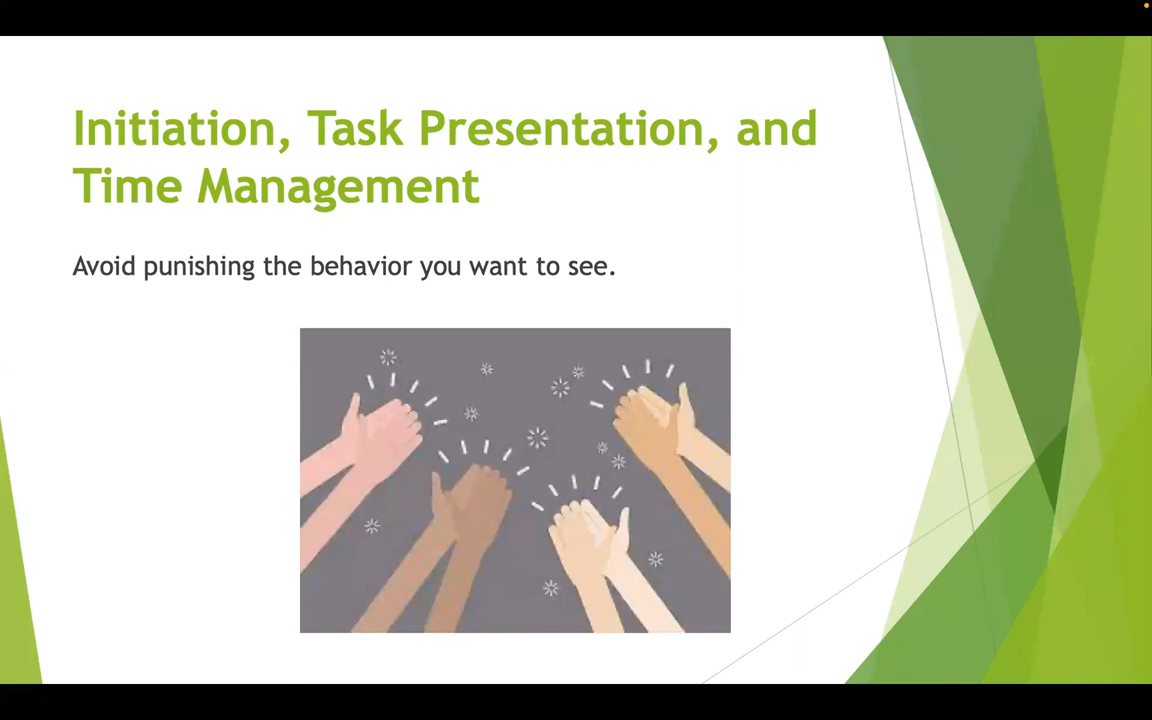 Initiation, Task Presentation, and
Time Management
Avoid punishing the behavior you want to see.